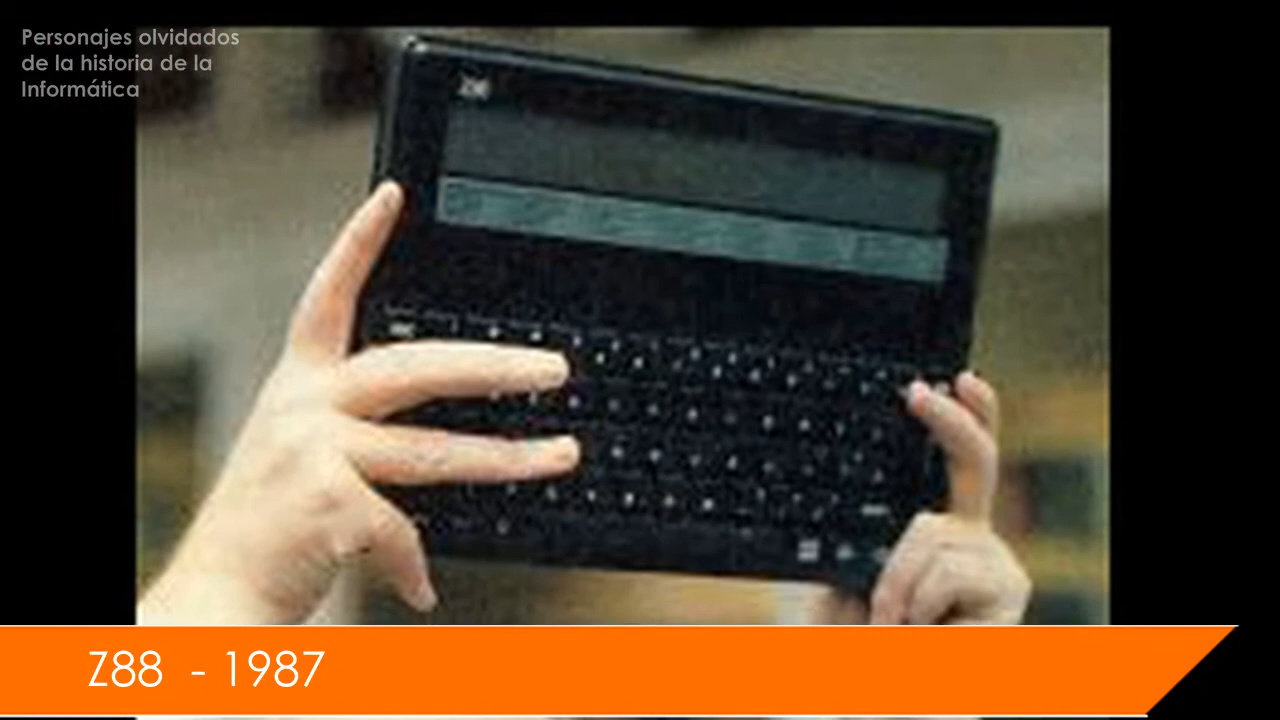 Personajes olvidados
de la historia de la
Informática
Z88
Z88 - 1987